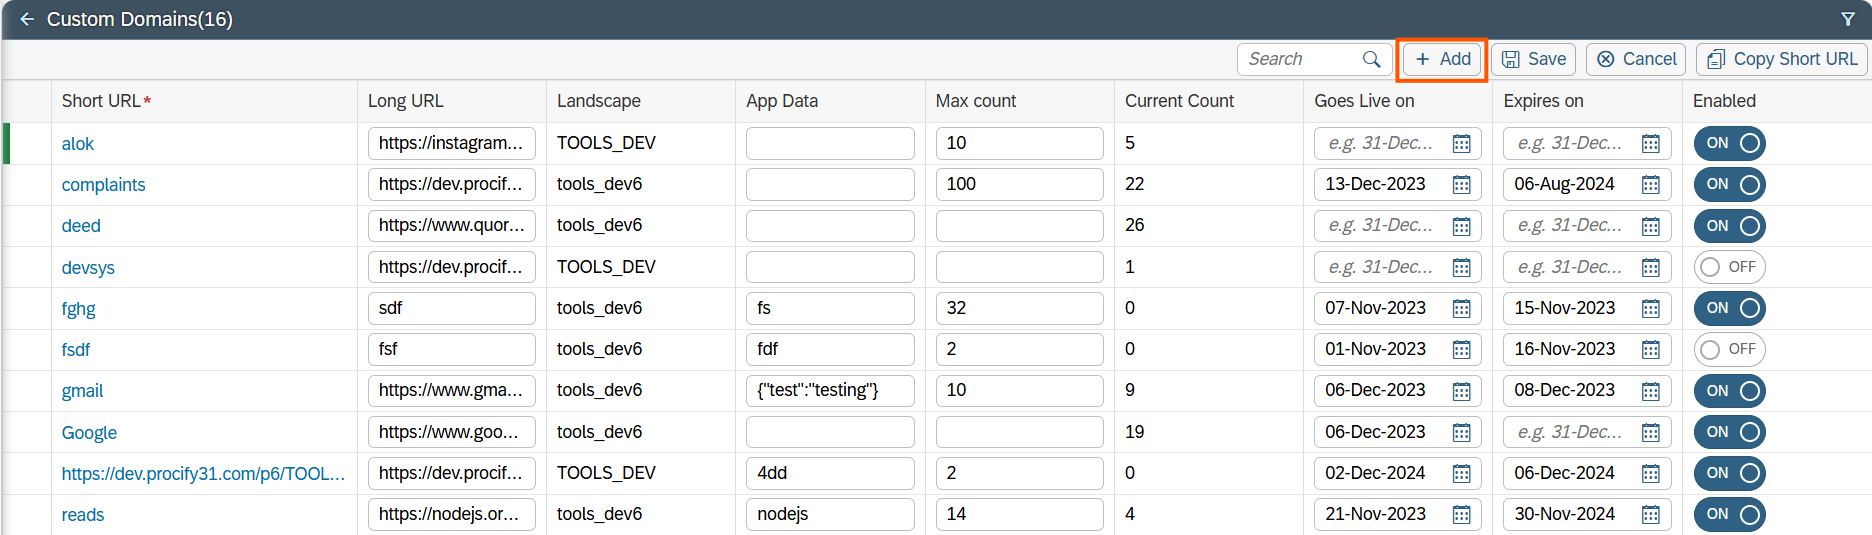 Custom Domains(16)
Search + Add Save Cancel Copy Short URL
Short URL* Long URL Landscape App Data Max count Current Count Goes Live on Expires on Enabled
alok https://instagram... TOOLS_DEV 10 5 e.g. 31-Dec... e.g. 31-Dec... ON
complaints https://dev.procif... tools_dev6 100 22 13-Dec-2023 06-Aug-2024 ON
deed https://www.quor... tools_dev6 26 e.g. 31-Dec... e.g. 31-Dec... ON
devsys https://dev.procif... TOOLS_DEV 1 e.g. 31-Dec... e.g. 31-Dec... OFF
fghg sdf tools_dev6 fs 32 0 07-Nov-2023 15-Nov-2023 ON
fsdf fsf tools_dev6 fdf 2 0 01-Nov-2023 16-Nov-2023 OFF
gmail https://www.gma... tools_dev6 {"test":"testing"} 10 9 06-Dec-2023 08-Dec-2023 ON
Google https://www.goo... tools_dev6 19 06-Dec-2023 e.g. 31-Dec... ON
https://dev.procify31.com/p6/TOOL... https://dev.procif... TOOLS_DEV 4dd 2 0 02-Dec-2024 06-Dec-2024 ON
reads https://nodejs.or... tools_dev6 nodejs 14 4 21-Nov-2023 30-Nov-2024 ON